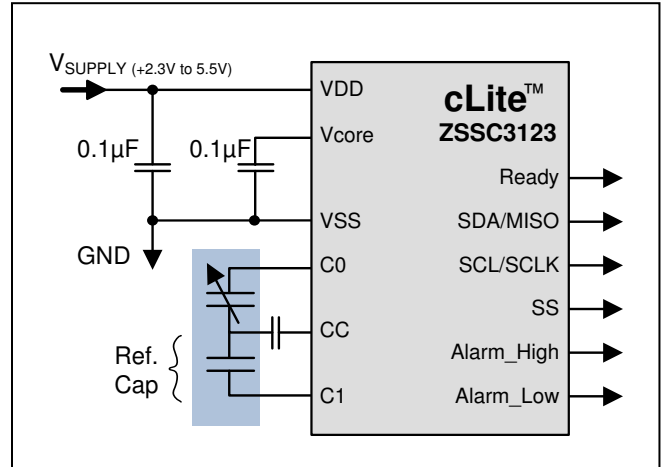 VSUPPLY (+2.3V to 5.5V)
0.1µF
0.1µF
GND
Ref.
Cap
VDD
Vcore
VSS
C0
CC
C1
cLite™
ZSSC3123
Ready
SDA/MISO
SCL/SCLK
SS
Alarm_High
Alarm_Low